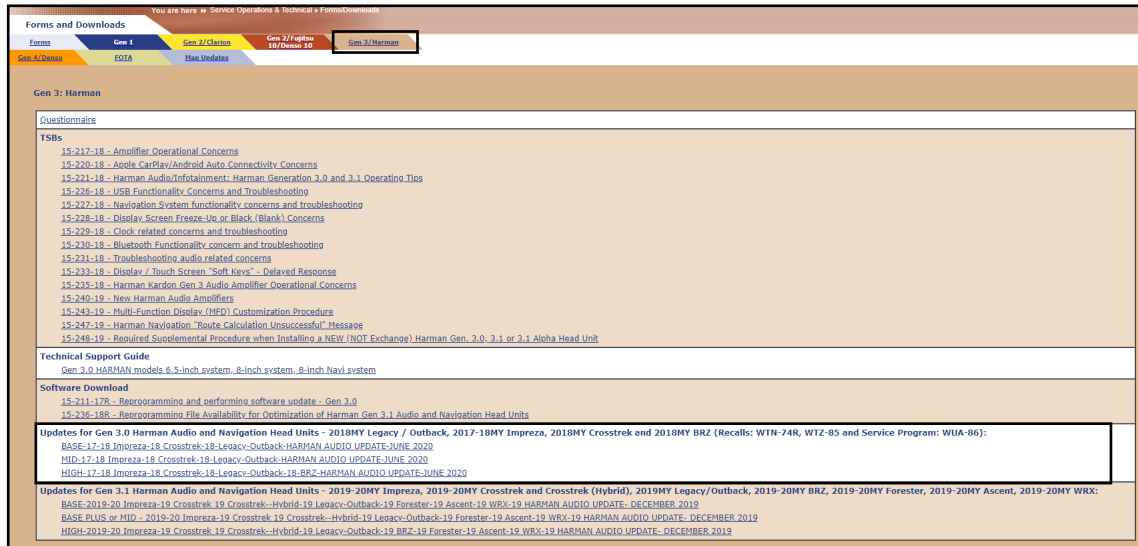 You are here » Service Operations & Technical » Forms/Downloads
Forms and Downloads
Forms
Gen 1
Gen 2/Clarion
Gen 2/Fujitsu
10/Denso 10
Gen 3/Harman
Gen 4/Denso
FOTA
Map Updates
Gen 3: Harman
Questionnaire
TSBs
15-217-18 - Amplifier Operational Concerns
15-220-18 - Apple CarPlay/Android Auto Connectivity Concerns
15-221-18 - Harman Audio/Infotainment: Harman Generation 3.0 and 3.1 Operating Tips
15-226-18 - USB Functionality Concerns and Troubleshooting
15-227-18 - Navigation System functionality concerns and troubleshooting
15-228-18 - Display Screen Freeze-Up or Black (Blank) Concerns
15-229-18 - Clock related concerns and troubleshooting
15-230-18 - Bluetooth Functionality concern and troubleshooting
15-231-18 - Troubleshooting audio related concerns
15-233-18 - Display / Touch Screen "Soft Keys" - Delayed Response
15-235-18 - Harman Kardon Gen 3 Audio Amplifier Operational Concerns
15-240-19 - New Harman Audio Amplifiers
15-243-19 - Multi-Function Display (MFD) Customization Procedure
15-247-19 - Harman Navigation "Route Calculation Unsuccessful" Message
15-248-19 - Required Supplemental Procedure when Installing a NEW (NOT Exchange) Harman Gen. 3.0, 3.1 or 3.1 Alpha Head Unit
Technical Support Guide
Gen 3.0 HARMAN models 6.5-inch system, 8-inch system, 8-inch Navi system
Software Download
15-211-17R - Reprogramming and performing software update - Gen 3.0
15-236-18R - Reprogramming File Availability for Optimization of Harman Gen 3.1 Audio and Navigation Head Units
Updates for Gen 3.0 Harman Audio and Navigation Head Units - 2018MY Legacy / Outback, 2017-18MY Impreza, 2018MY Crosstrek and 2018MY BRZ (Recalls: WTN-74R, WTZ-85 and Service Program: WUA-86):
BASE-17-18 Impreza-18 Crosstrek-18-Legacy-Outback-HARMAN AUDIO UPDATE-JUNE 2020
MID-17-18 Impreza-18 Crosstrek-18-Legacy-Outback-HARMAN AUDIO UPDATE-JUNE 2020
HIGH-17-18 Impreza-18 Crosstrek-18-Legacy-Outback-18-BRZ-HARMAN AUDIO UPDATE-JUNE 2020
Updates for Gen 3.1 Harman Audio and Navigation Head Units - 2019-20MY Impreza, 2019-20MY Crosstrek and Crosstrek (Hybrid), 2019MY Legacy/Outback, 2019-20MY BRZ, 2019-20MY Forester, 2019-20MY Ascent, 2019-20MY WRX:
BASE-2019-20 Impreza-19 Crosstrek 19 Crosstrek--Hybrid-19 Legacy-Outback-19 Forester-19 Ascent-19 WRX-19 HARMAN AUDIO UPDATE- DECEMBER 2019
BASE PLUS or MID - 2019-20 Impreza-19 Crosstrek 19 Crosstrek--Hybrid-19 Legacy-Outback-19 Forester-19 Ascent-19 WRX-19 HARMAN AUDIO UPDATE- DECEMBER 2019
HIGH-2019-20 Impreza-19 Crosstrek 19 Crosstrek--Hybrid-19 Legacy-Outback-19 BRZ-19 Forester-19 Ascent-19 WRX-19 HARMAN AUDIO UPDATE- DECEMBER 2019